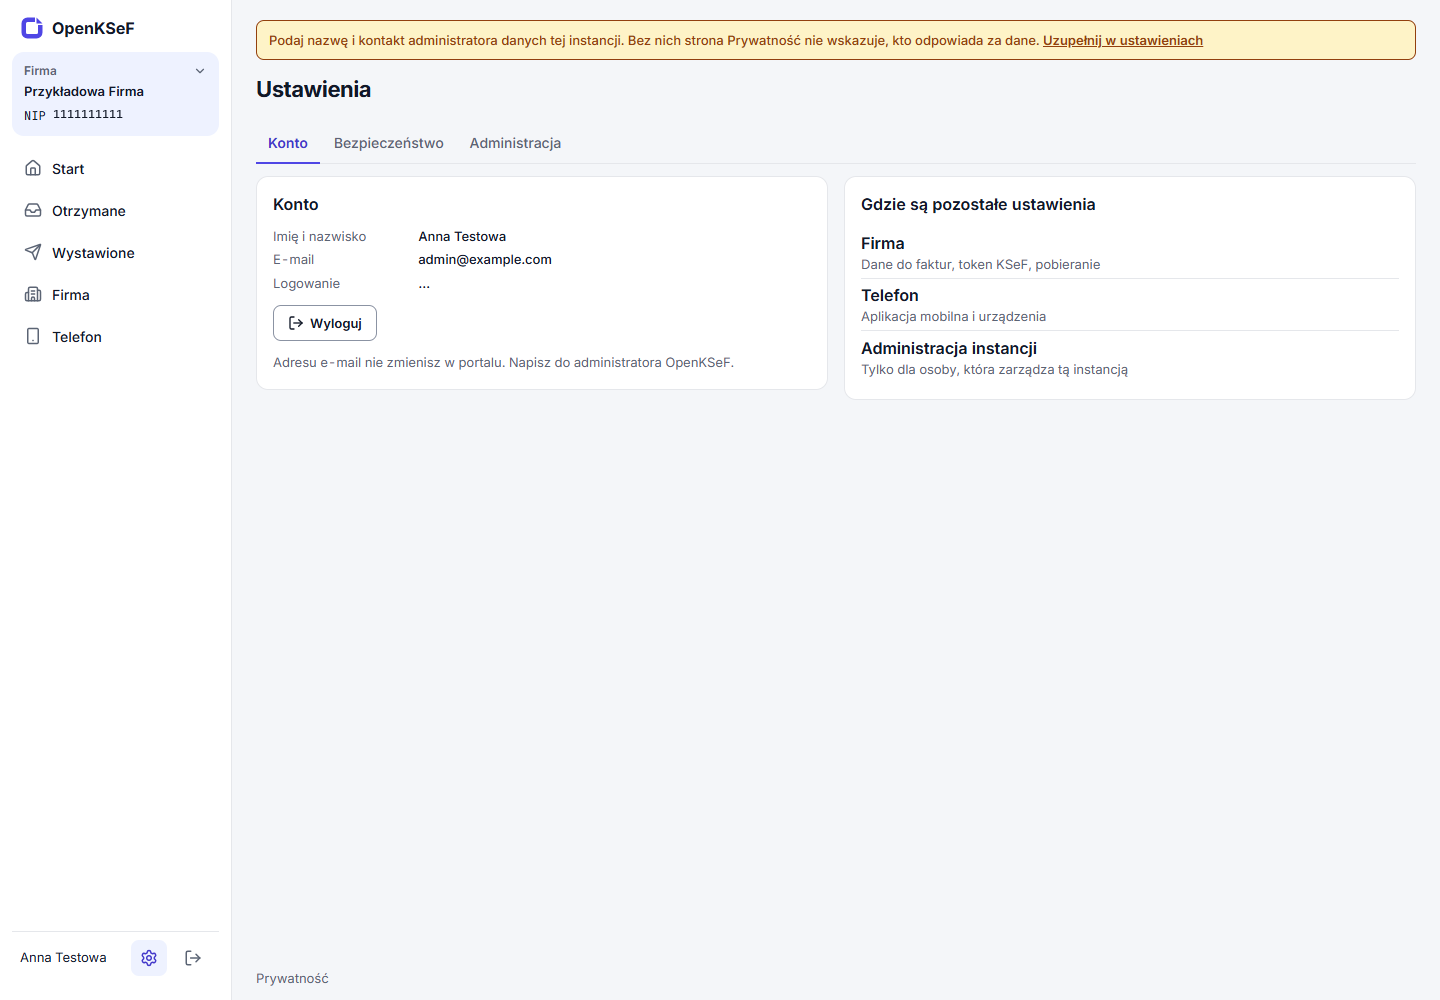 OpenKSeF
Firma
Przykładowa Firma
NIP 1111111111
Start
Otrzymane
Wystawione
Firma
Telefon
Anna Testowa
Podaj nazwę i kontakt administratora danych tej instancji. Bez nich strona Prywatność nie wskazuje, kto odpowiada za dane. Uzupełnij w ustawieniach
Ustawienia
Konto Bezpieczeństwo Administracja
Konto
Imię i nazwisko Anna Testowa
E-mail admin@example.com
Logowanie ...
Wyloguj
Adresu e-mail nie zmienisz w portalu. Napisz do administratora OpenKSeF.
Gdzie są pozostałe ustawienia
Firma
Dane do faktur, token KSeF, pobieranie
Telefon
Aplikacja mobilna i urządzenia
Administracja instancji
Tylko dla osoby, która zarządza tą instancją
Prywatność